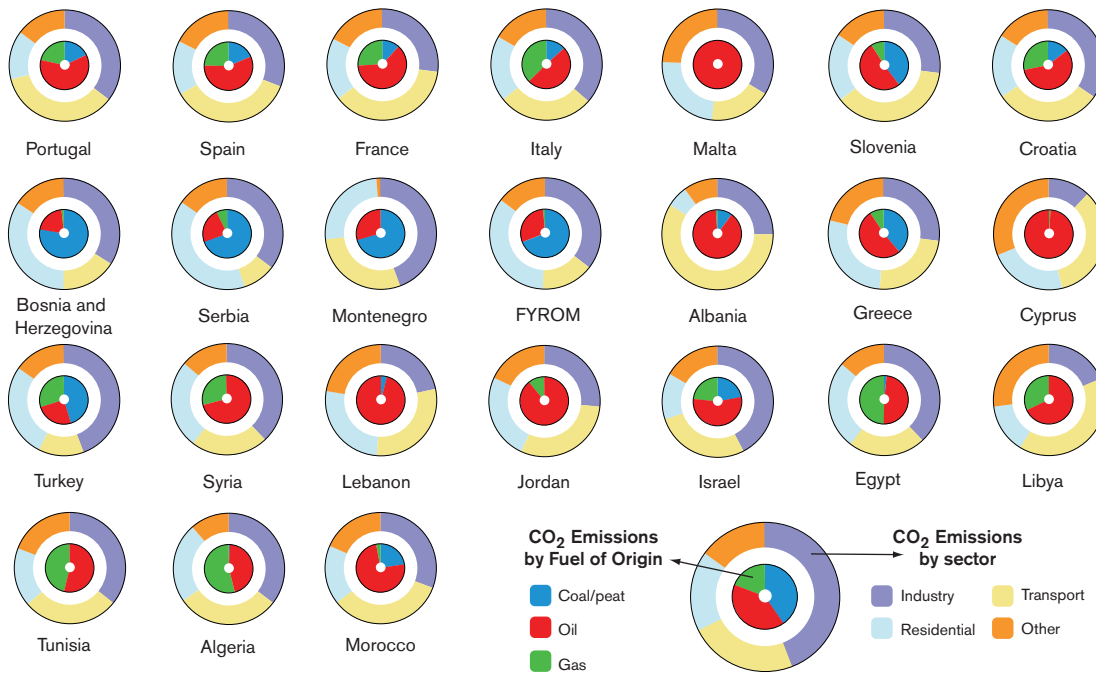 Portugal
Spain
France
Italy
Malta
Slovenia
Croatia
Bosnia and
Herzegovina
Serbia
Montenegro
FYROM
Albania
Greece
Cyprus
Turkey
Syria
Lebanon
Jordan
Israel
Egypt
Libya
Tunisia
Algeria
Morocco
CO₂ Emissions
by Fuel of Origin
Coal/peat
Oil
Gas
CO₂ Emissions
by sector
Industry
Transport
Residential
Other